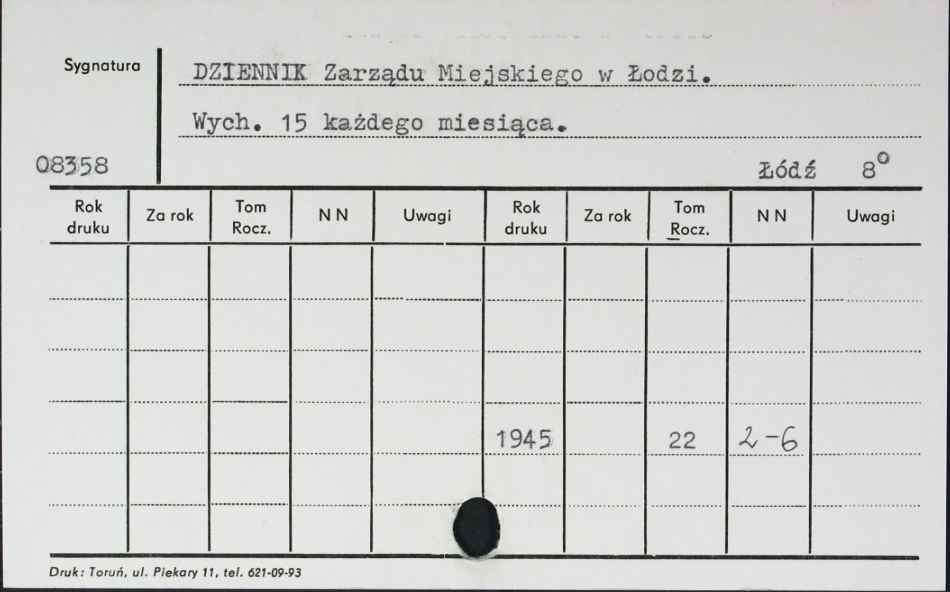 Sygnatura
DZIENNIK Zarządu Miejskiego w Łodzi.
Wych. 15 każdego miesiąca.
08358
Łódź 8°
Rok druku Za rok Tom Rocz. N N Uwagi Rok druku Za rok Tom Rocz. N N Uwagi
1945 22 2-6
Druk: Toruń, ul. Piekary 11, tel. 621-09-93